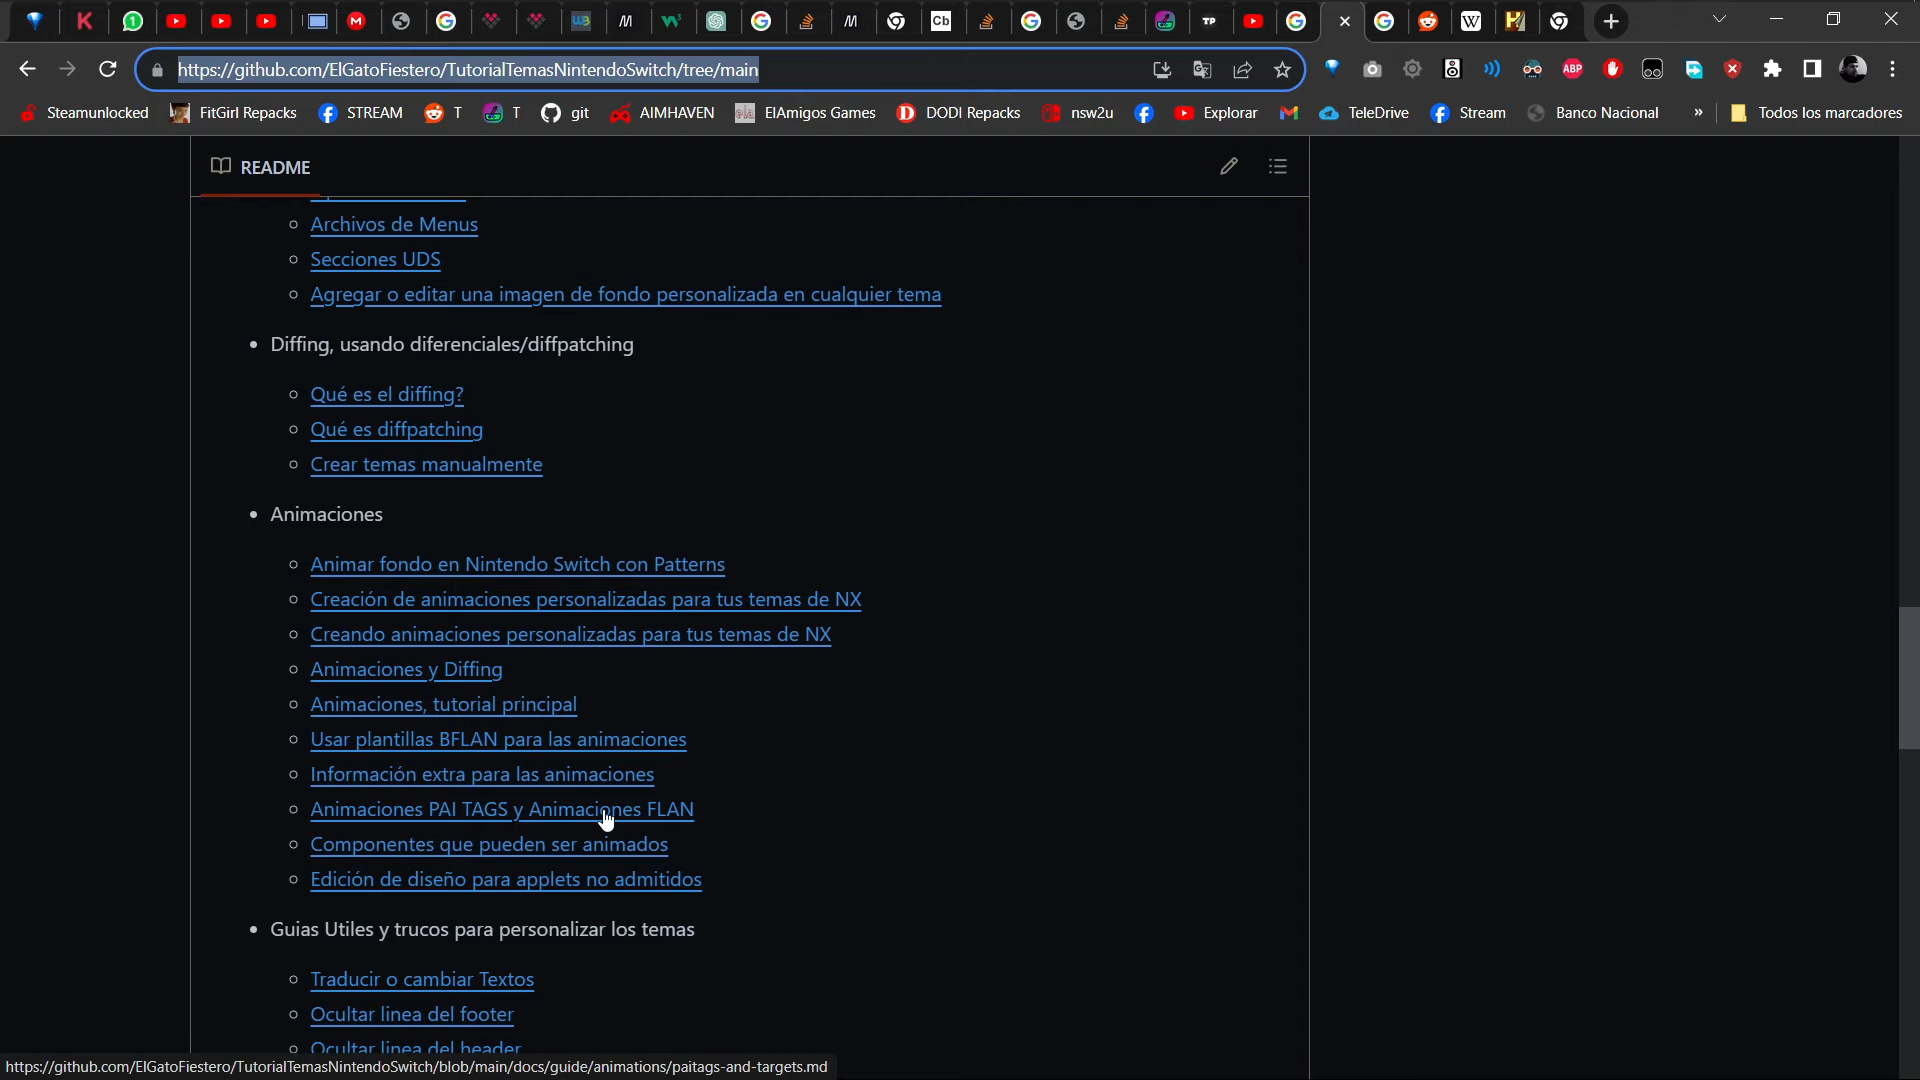 https://github.com/ElGatoFiestero/TutorialTemasNintendoSwitch/tree/main
Steamunlocked FitGirl Repacks STREAM T T git AIMHAVEN ElAmigos Games DODI Repacks nsw2u Explorar TeleDrive Stream Banco Nacional » Todos los marcadores
README
Archivos de Menus
Secciones UDS
Agregar o editar una imagen de fondo personalizada en cualquier tema
Diffing, usando diferenciales/diffpatching
Qué es el diffing?
Qué es diffpatching
Crear temas manualmente
Animaciones
Animar fondo en Nintendo Switch con Patterns
Creación de animaciones personalizadas para tus temas de NX
Creando animaciones personalizadas para tus temas de NX
Animaciones y Diffing
Animaciones, tutorial principal
Usar plantillas BFLAN para las animaciones
Información extra para las animaciones
Animaciones PAI TAGS y Animaciones FLAN
Componentes que pueden ser animados
Edición de diseño para applets no admitidos
Guias Utiles y trucos para personalizar los temas
Traducir o cambiar Textos
Ocultar linea del footer
Ocultar linea del header
https://github.com/ElGatoFiestero/TutorialTemasNintendoSwitch/blob/main/docs/guide/animations/paitags-and-targets.md